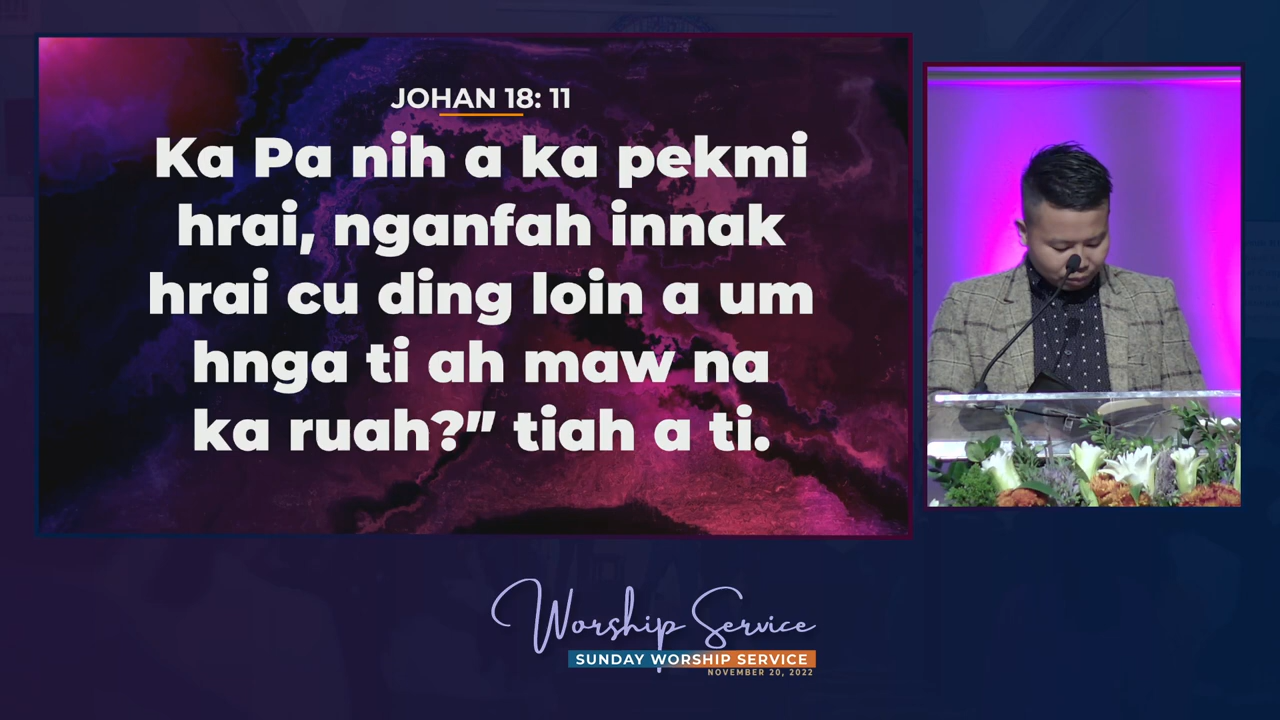 JOHAN 18: 11
Ka Pa nih a ka pekmi
hrai, nganfah innak
hrai cu ding loin a um
hnga ti ah maw na
ka ruah?” tiah a ti.
Worship Service
SUNDAY WORSHIP SERVICE
NOVEMBER 20, 2022